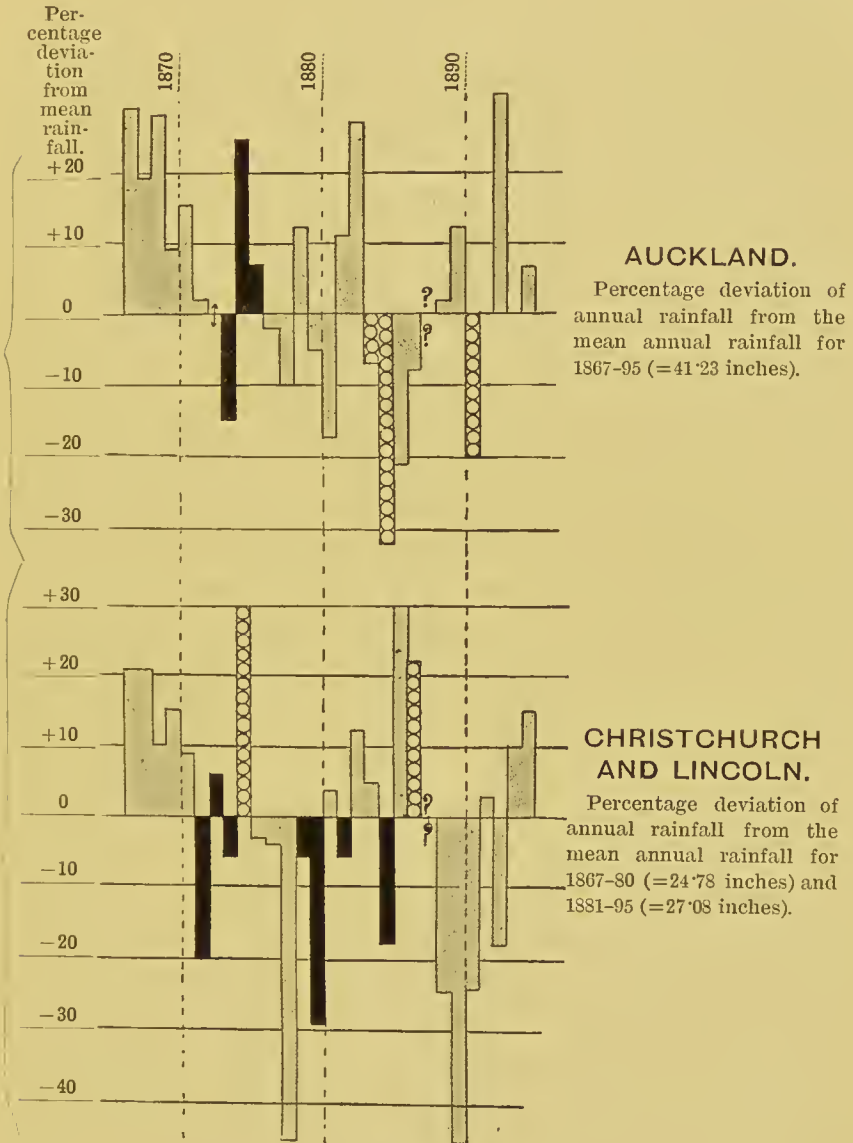 Per-
centage
devia-
tion
from
mean
rain-
fall.
1870
1880
1890
+20
+10
0
−10
−20
−30
?
?
AUCKLAND.
Percentage deviation of
annual rainfall from the
mean annual rainfall for
1867-95 (=41·23 inches).
+30
+20
+10
0
−10
−20
−30
−40
?
?
CHRISTCHURCH
AND LINCOLN.
Percentage deviation of
annual rainfall from the
mean annual rainfall for
1867-80 (=24·78 inches) and
1881-95 (=27·08 inches).